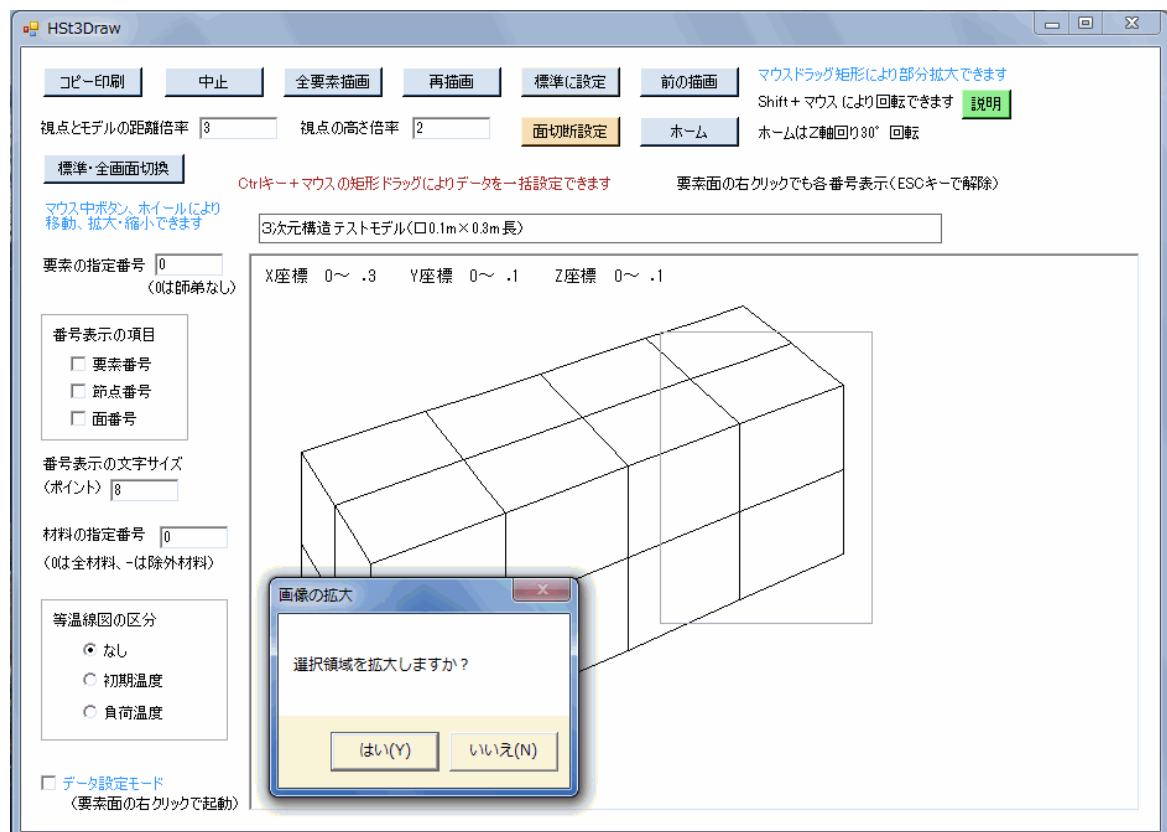 HSt3Draw
コピー印刷 中止 全要素描画 再描画 標準に設定 前の描画 マウスドラッグ矩形により部分拡大できます
Shift+マウスにより回転できます 説明
視点とモデルの距離倍率 3 視点の高さ倍率 2 面切断設定 ホーム ホームはZ軸回り30°回転
標準・全画面切換
Ctrlキー+マウスの矩形ドラッグによりデータを一括設定できます 要素面の右クリックでも各番号表示(ESCキーで解除)
マウス中ボタン、ホイールにより
移動、拡大・縮小できます
3次元構造テストモデル(口0.1m×0.3m長)
要素の指定番号 0
(0は師弟なし)
X座標 0~ .3 Y座標 0~ .1 Z座標 0~ .1
番号表示の項目
要素番号
節点番号
面番号
番号表示の文字サイズ
(ポイント) 8
材料の指定番号 0
(0は全材料、-は除外材料)
画像の拡大
選択領域を拡大しますか?
はい(Y) いいえ(N)
等温線図の区分
なし
初期温度
負荷温度
データ設定モード
(要素面の右クリックで起動)